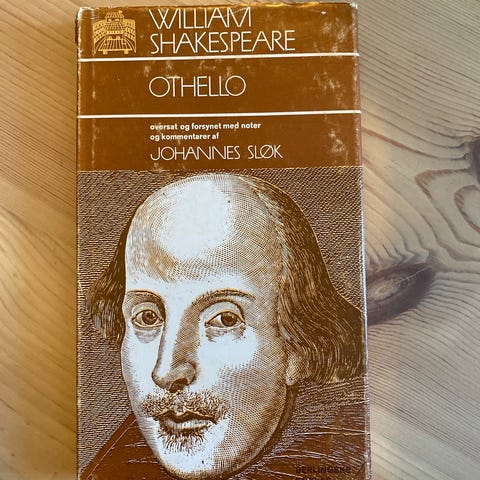 WILLIAM
SHAKESPEARE
OTHELLO
oversat og forsynet med noter
og kommentarer af
JOHANNES SLØK
BERLINGSKE